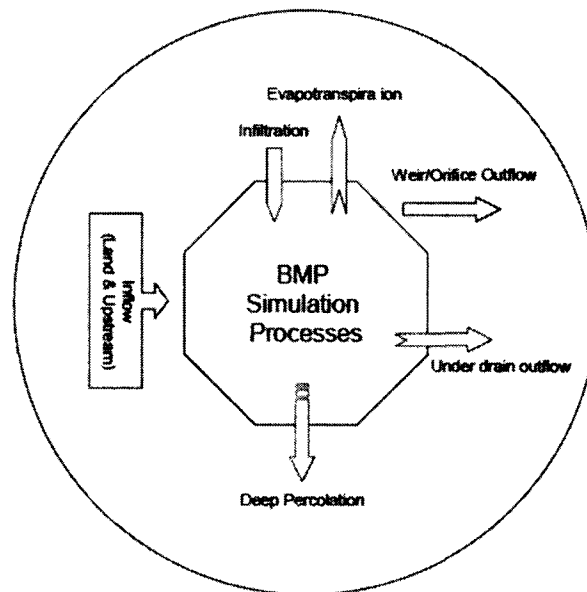 Evapotranspira ion
Infiltration
Weir/Orifice Outflow
Inflow
(Land & Upstream)
BMP
Simulation
Processes
Under drain outflow
Deep Percolation